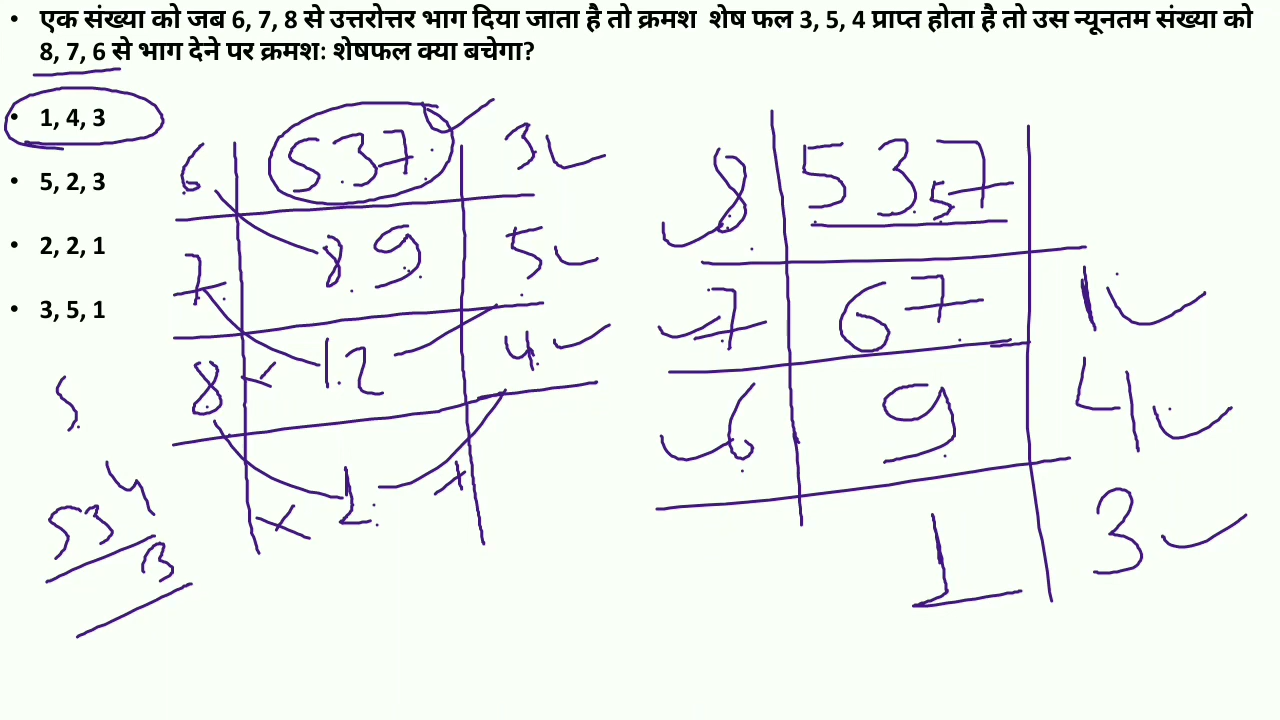 • एक संख्या को जब 6, 7, 8 से उत्तरोत्तर भाग दिया जाता है तो क्रमश शेष फल 3, 5, 4 प्राप्त होता है तो उस न्यूनतम संख्या को
8, 7, 6 से भाग देने पर क्रमश: शेषफल क्या बचेगा?
• 1, 4, 3
• 5, 2, 3
• 2, 2, 1
• 3, 5, 1
6 537 3
7 89 5
8 × 12 4
× 1 +
534
3
8 5357
7 67 1
6 9 4
1 3